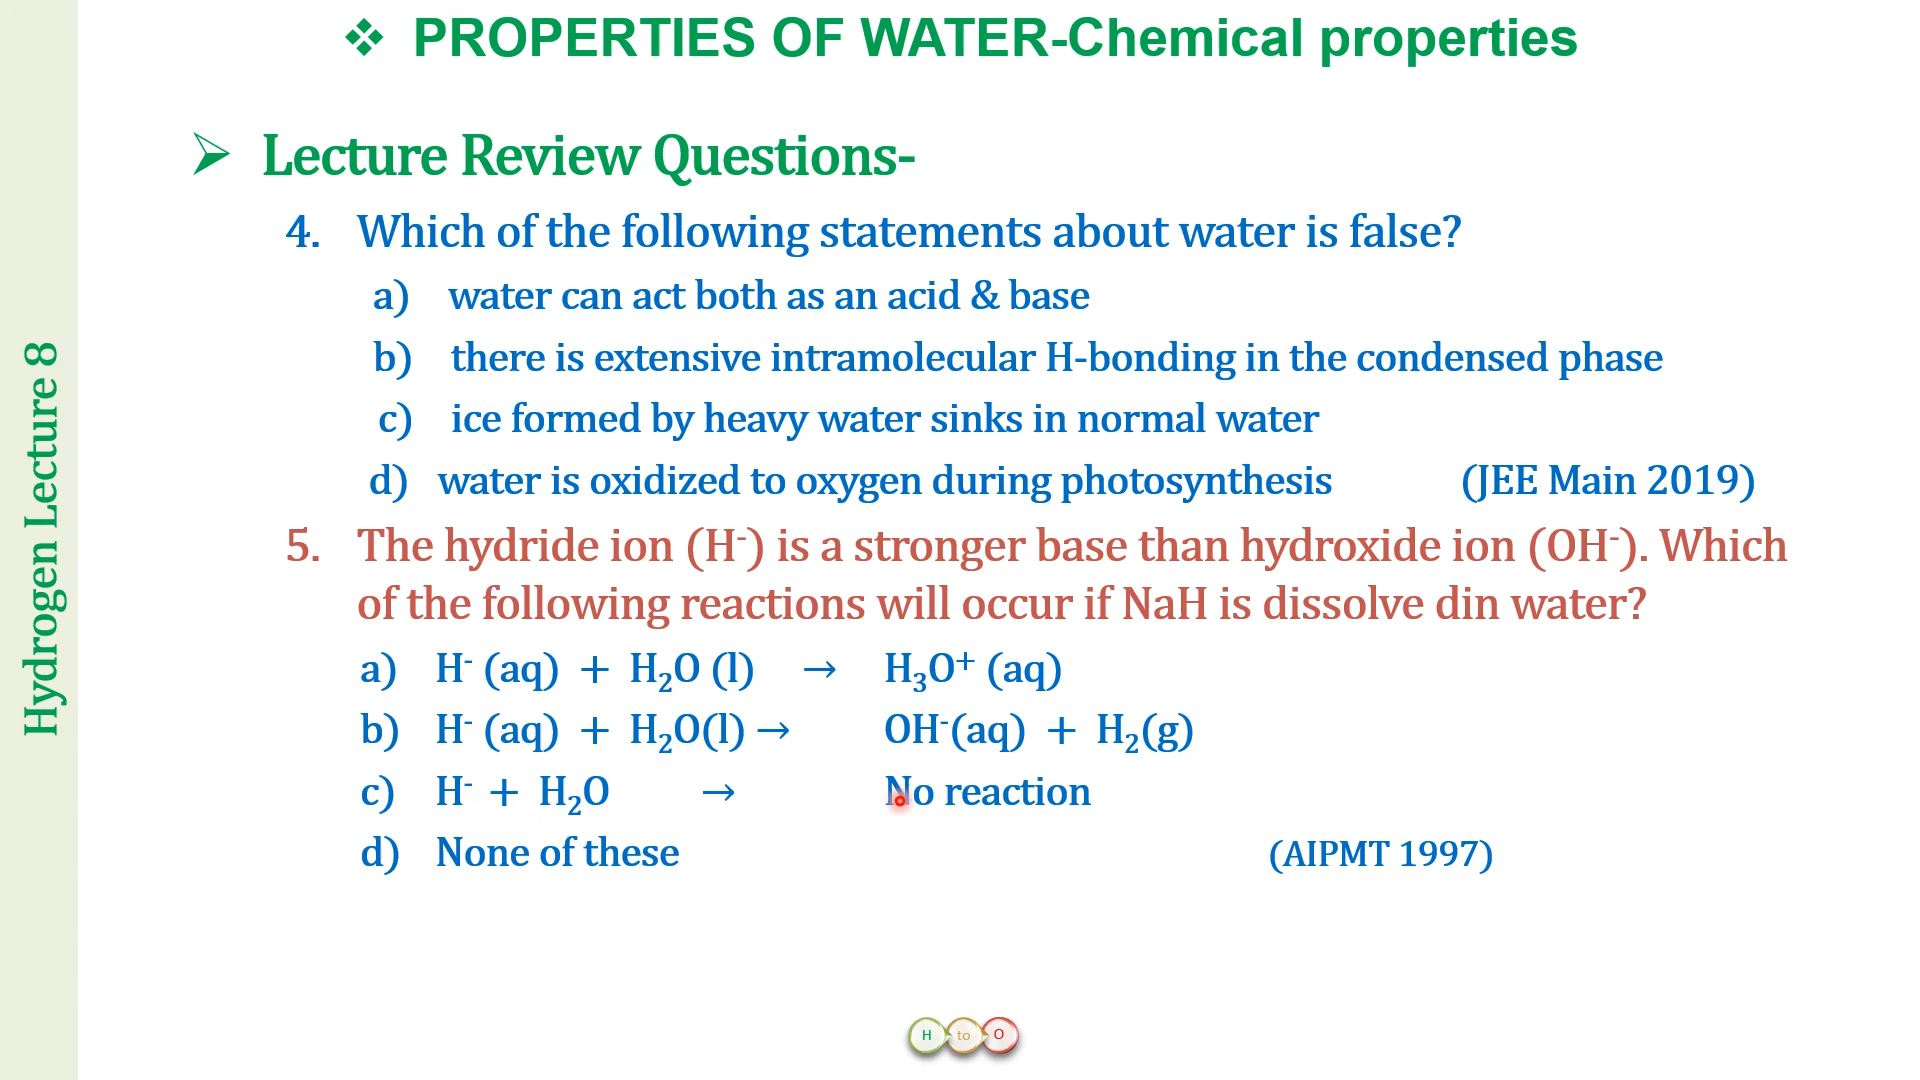 ❖ PROPERTIES OF WATER-Chemical properties
➢ Lecture Review Questions-
4. Which of the following statements about water is false?
a) water can act both as an acid & base
b) there is extensive intramolecular H-bonding in the condensed phase
c) ice formed by heavy water sinks in normal water
d) water is oxidized to oxygen during photosynthesis (JEE Main 2019)
5. The hydride ion (H⁻) is a stronger base than hydroxide ion (OH⁻). Which
of the following reactions will occur if NaH is dissolve din water?
a) H⁻ (aq) + H₂O (l) → H₃O⁺ (aq)
b) H⁻ (aq) + H₂O(l) → OH⁻(aq) + H₂(g)
c) H⁻ + H₂O → No reaction
d) None of these (AIPMT 1997)
Hydrogen Lecture 8
H to O